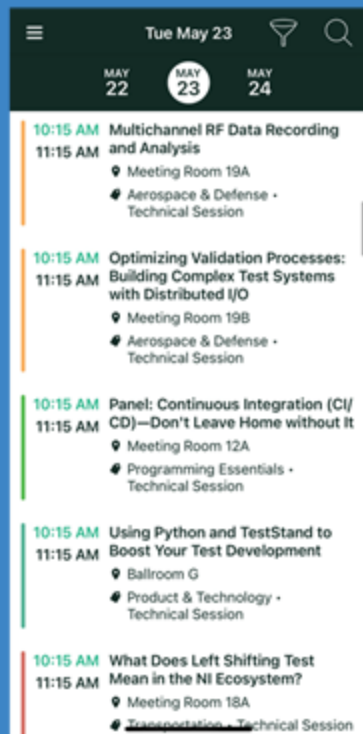 Tue May 23
MAY MAY MAY
22 23 24
10:15 AM Multichannel RF Data Recording
11:15 AM and Analysis
Meeting Room 19A
Aerospace & Defense •
Technical Session
10:15 AM Optimizing Validation Processes:
11:15 AM Building Complex Test Systems
with Distributed I/O
Meeting Room 19B
Aerospace & Defense •
Technical Session
10:15 AM Panel: Continuous Integration (CI/
11:15 AM CD)—Don't Leave Home without It
Meeting Room 12A
Programming Essentials •
Technical Session
10:15 AM Using Python and TestStand to
11:15 AM Boost Your Test Development
Ballroom G
Product & Technology •
Technical Session
10:15 AM What Does Left Shifting Test
11:15 AM Mean in the NI Ecosystem?
Meeting Room 18A
Transportation • Technical Session